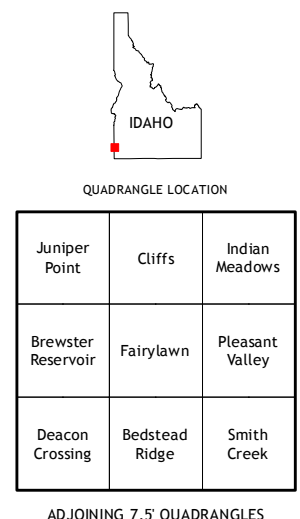 IDAHO
QUADRANGLE LOCATION
Juniper
Point
Cliffs
Indian
Meadows
Brewster
Reservoir
Fairylawn
Pleasant
Valley
Deacon
Crossing
Bedstead
Ridge
Smith
Creek
ADJOINING 7.5' QUADRANGLES